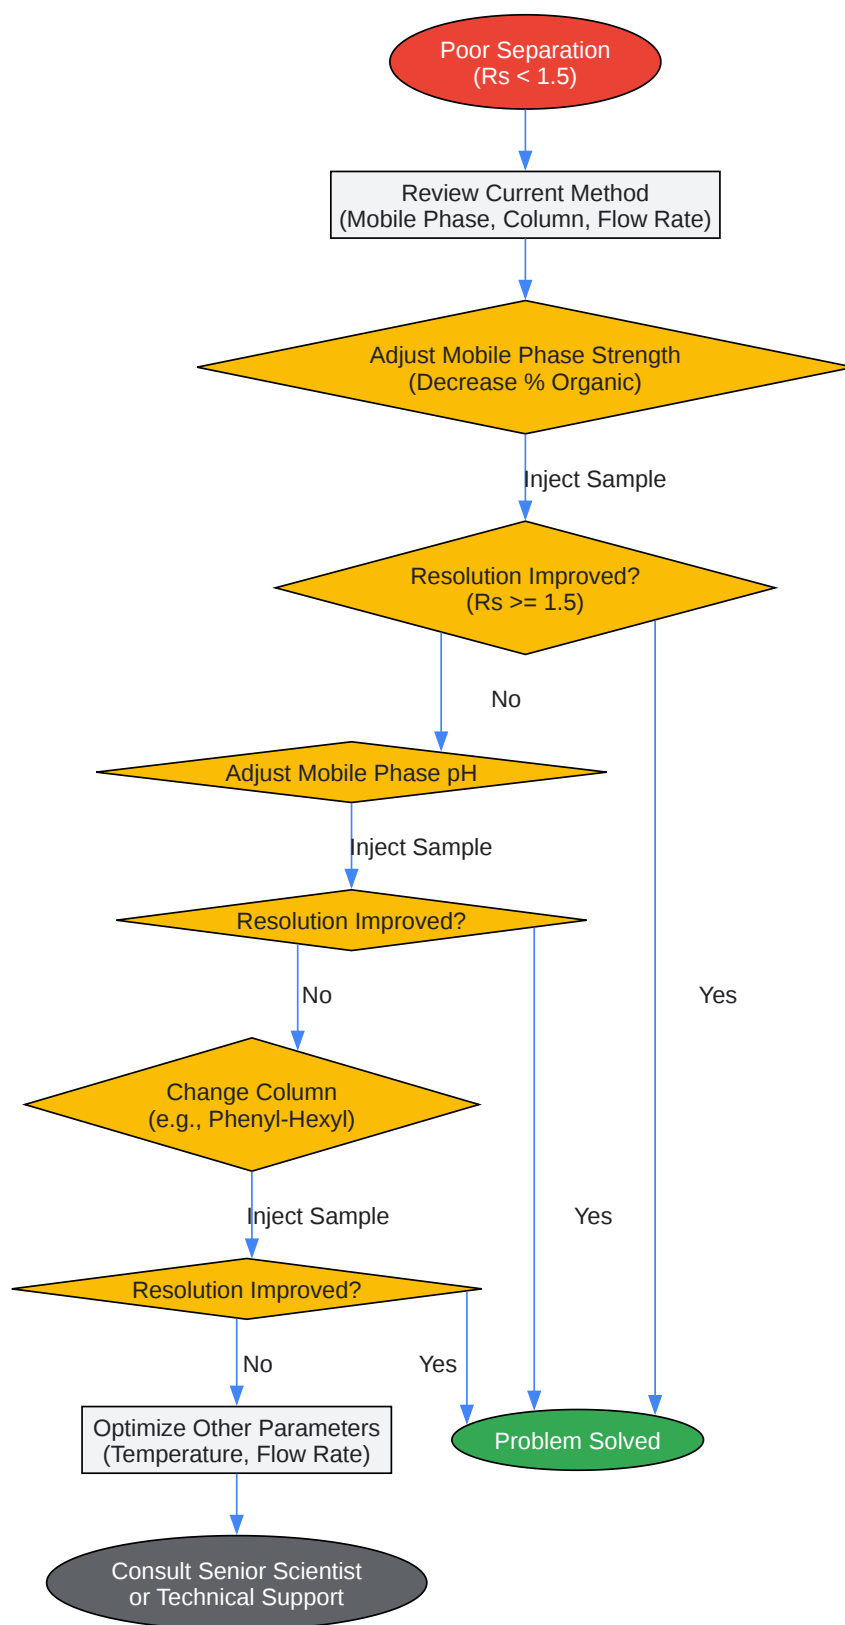 Poor Separation
(Rs < 1.5)
Review Current Method
(Mobile Phase, Column, Flow Rate)
Adjust Mobile Phase Strength
(Decrease % Organic)
Inject Sample
Resolution Improved?
(Rs >= 1.5)
No
Adjust Mobile Phase pH
Inject Sample
Resolution Improved?
No
Yes
Change Column
(e.g., Phenyl-Hexyl)
Inject Sample
Yes
Resolution Improved?
No
Yes
Optimize Other Parameters
(Temperature, Flow Rate)
Problem Solved
Consult Senior Scientist
or Technical Support